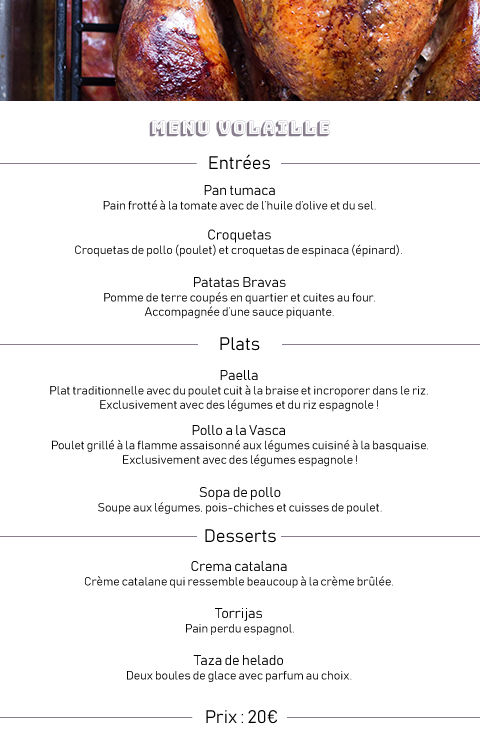 MENU VOLAILLE
Entrées
Pan tumaca
Pain frotté à la tomate avec de l'huile d'olive et du sel.
Croquetas
Croquetas de pollo (poulet) et croquetas de espinaca (épinard).
Patatas Bravas
Pomme de terre coupés en quartier et cuites au four.
Accompagnée d'une sauce piquante.
Plats
Paella
Plat traditionnelle avec du poulet cuit à la braise et incroporer dans le riz.
Exclusivement avec des légumes et du riz espagnole !
Pollo a la Vasca
Poulet grillé à la flamme assaisonné aux légumes cuisiné à la basquaise.
Exclusivement avec des légumes espagnole !
Sopa de pollo
Soupe aux légumes, pois-chiches et cuisses de poulet.
Desserts
Crema catalana
Crème catalane qui ressemble beaucoup à la crème brûlée.
Torrijas
Pain perdu espagnol.
Taza de helado
Deux boules de glace avec parfum au choix.
Prix : 20€